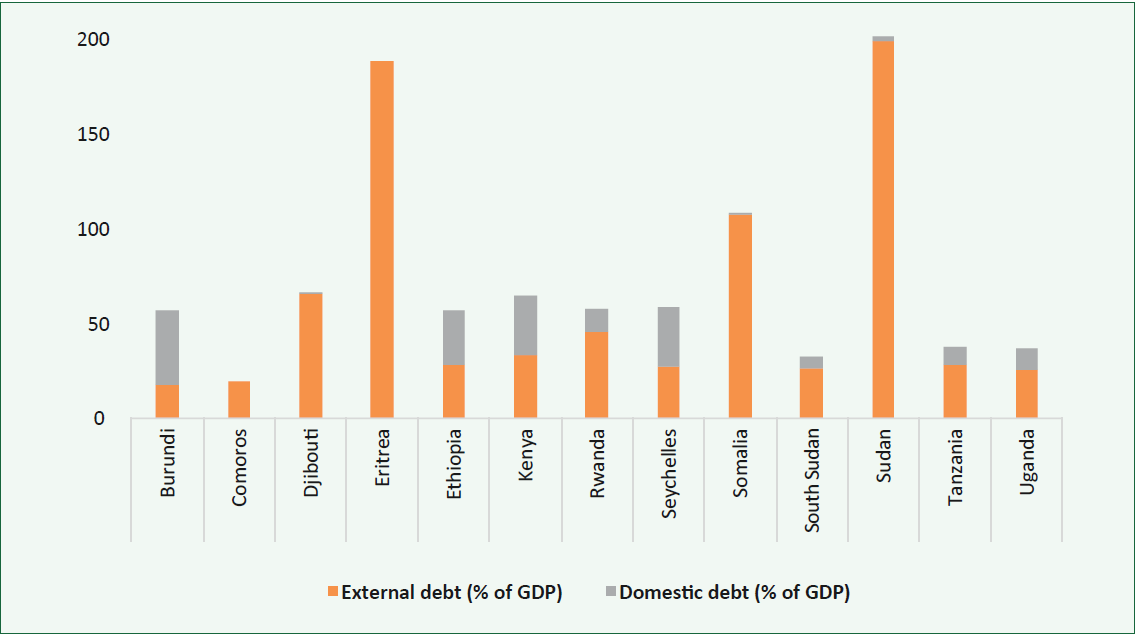 200
150
100
50
0
Burundi
Comoros
Djibouti
Eritrea
Ethiopia
Kenya
Rwanda
Seychelles
Somalia
South Sudan
Sudan
Tanzania
Uganda
External debt (% of GDP) Domestic debt (% of GDP)